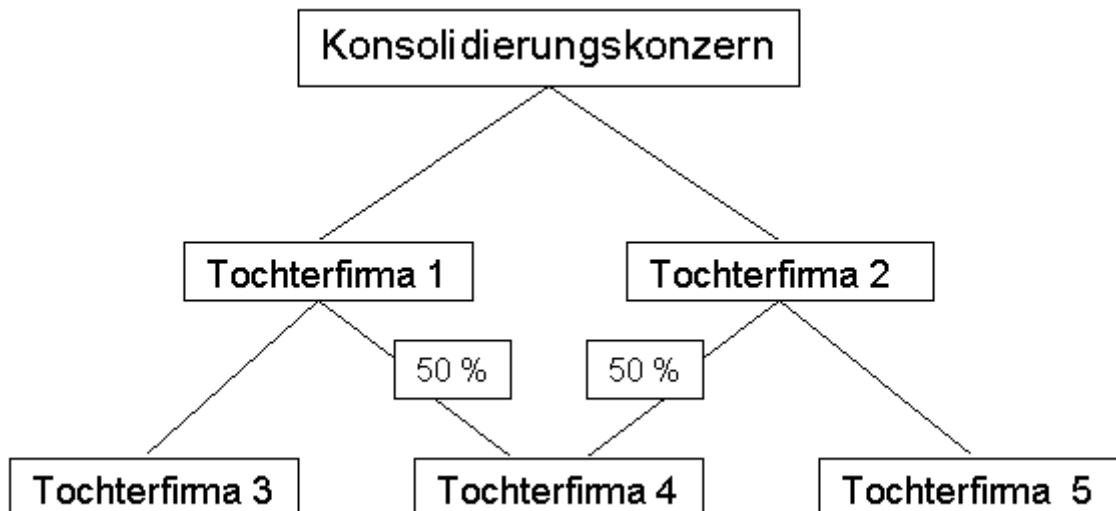 Konsolidierungskonzern
Tochterfirma 1
Tochterfirma 2
50 %
50 %
Tochterfirma 3
Tochterfirma 4
Tochterfirma 5